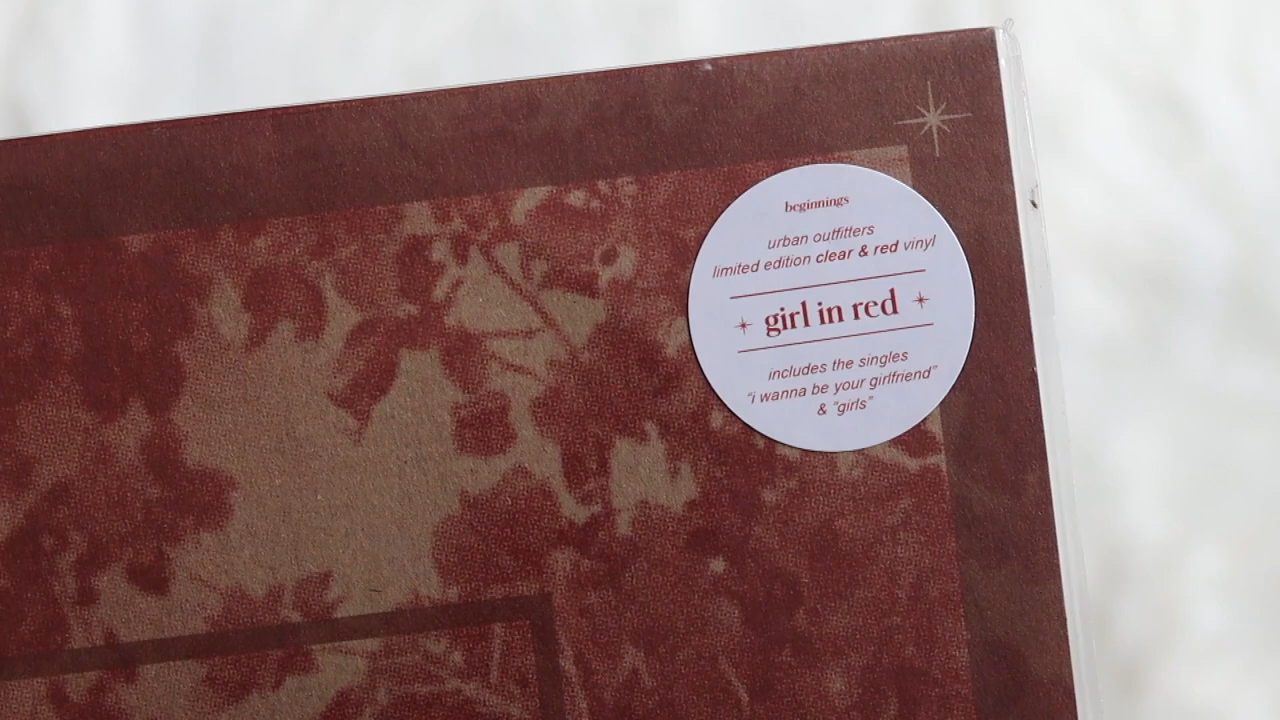 beginnings
urban outfitters
limited edition clear & red vinyl
girl in red
includes the singles
“i wanna be your girlfriend”
& “girls”